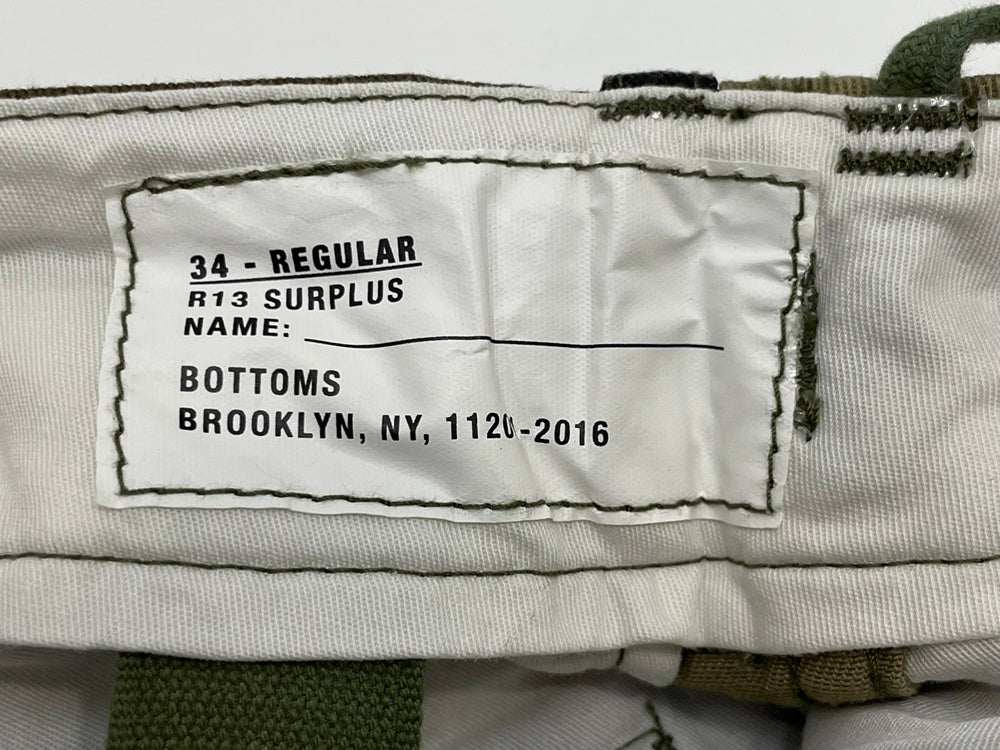 34 - REGULAR
R13 SURPLUS
NAME:
BOTTOMS
BROOKLYN, NY, 1120-2016